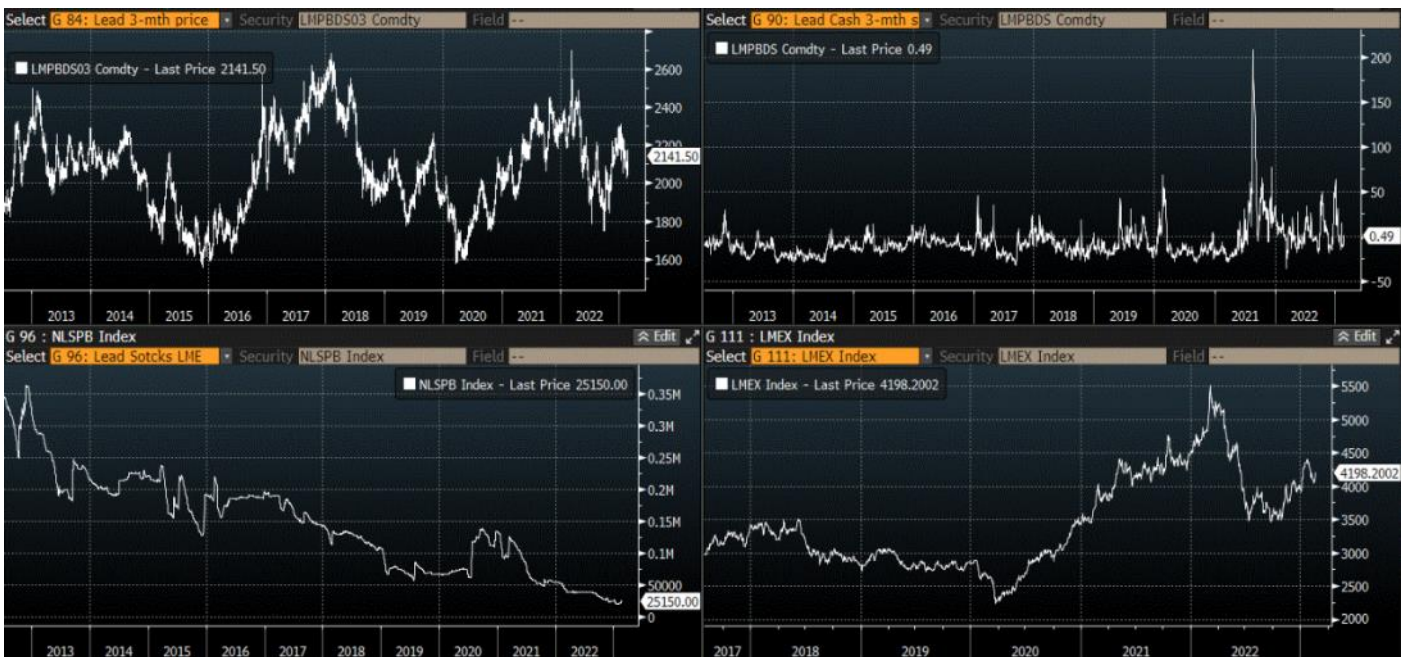 Select G 84: Lead 3-mth price Security LMPBDS03 Comdty Field --
LMPBDS03 Comdty - Last Price 2141.50
2600
2400
2200
2141.50
2000
1800
1600
2013 2014 2015 2016 2017 2018 2019 2020 2021 2022
Select G 90: Lead Cash 3-mth s Security LMPBDS Comdty Field --
LMPBDS Comdty - Last Price 0.49
200
150
100
50
0.49
-50
2013 2014 2015 2016 2017 2018 2019 2020 2021 2022
G 96 : NLSPB Index Edit
Select G 96: Lead Sotcks LME Security NLSPB Index Field --
NLSPB Index - Last Price 25150.00
0.35M
0.3M
0.25M
0.2M
0.15M
0.1M
50000
25150.00
0
2013 2014 2015 2016 2017 2018 2019 2020 2021 2022
G 111 : LMEX Index Edit
Select G 111: LMEX Index Security LMEX Index Field --
LMEX Index - Last Price 4198.2002
5500
5000
4500
4198.2002
4000
3500
3000
2500
2000
2017 2018 2019 2020 2021 2022